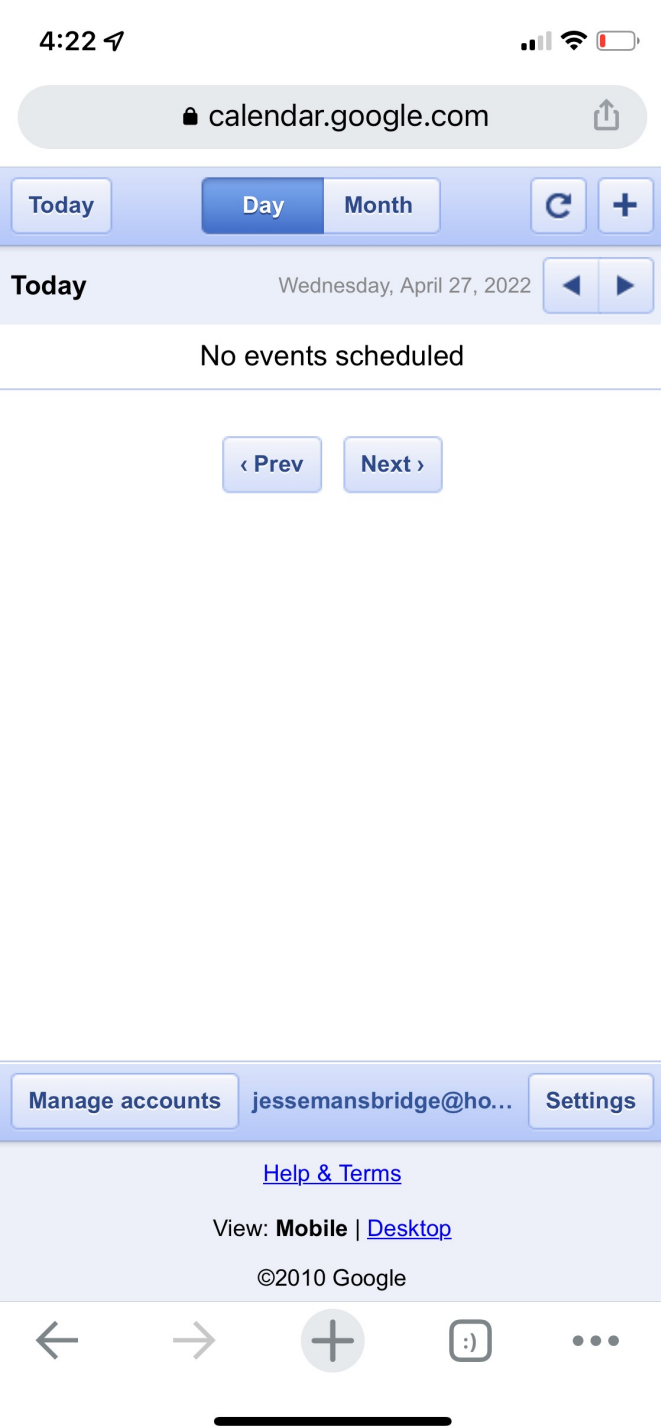 4:22
calendar.google.com
Today Day Month
Today Wednesday, April 27, 2022
No events scheduled
‹ Prev Next ›
Manage accounts jessemansbridge@ho... Settings
Help & Terms
View: Mobile | Desktop
©2010 Google
:)